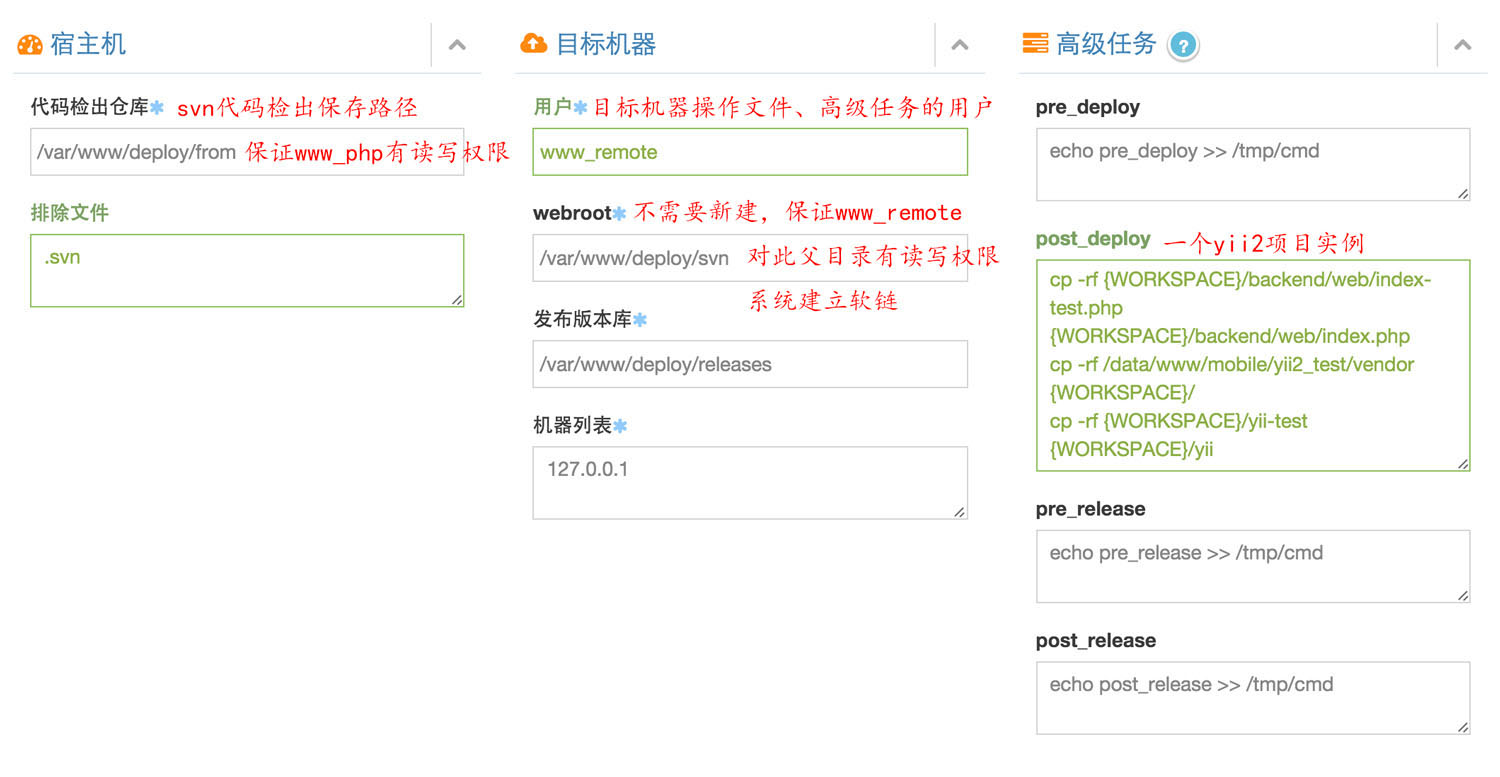 宿主机
代码检出仓库* svn代码检出保存路径
/var/www/deploy/from 保证www_php有读写权限
排除文件
.svn
目标机器
用户*目标机器操作文件、高级任务的用户
www_remote
webroot* 不需要新建，保证www_remote
/var/www/deploy/svn 对此父目录有读写权限
系统建立软链
发布版本库*
/var/www/deploy/releases
机器列表*
127.0.0.1
高级任务 ?
pre_deploy
echo pre_deploy >> /tmp/cmd
post_deploy 一个yii2项目实例
cp -rf {WORKSPACE}/backend/web/index-
test.php
{WORKSPACE}/backend/web/index.php
cp -rf /data/www/mobile/yii2_test/vendor
{WORKSPACE}/
cp -rf {WORKSPACE}/yii-test
{WORKSPACE}/yii
pre_release
echo pre_release >> /tmp/cmd
post_release
echo post_release >> /tmp/cmd